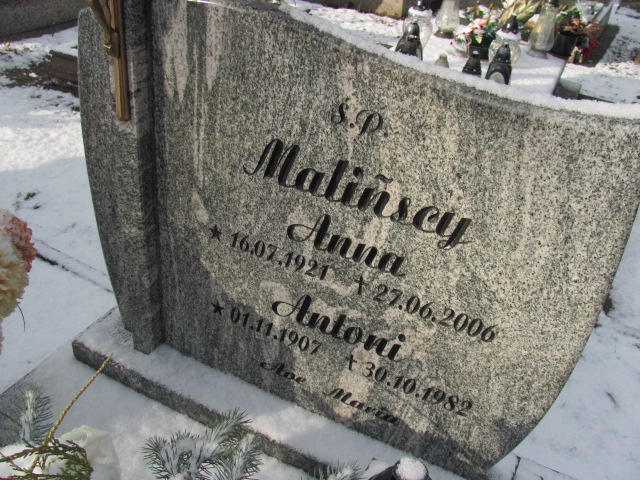 Ś.P.
Malińscy
Anna
★ 16.07.1921 ✝ 27.06.2006
Antoni
★ 01.11.1907 ✝ 30.10.1982
Ave Maria